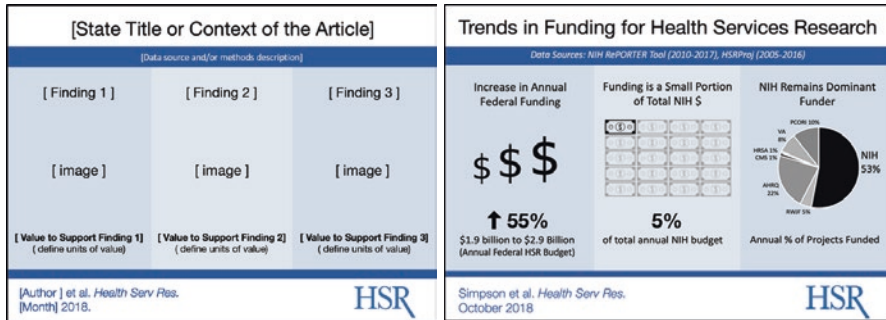 [State Title or Context of the Article]
[Data source and/or methods description]
[ Finding 1 ]
[ Finding 2 ]
[ Finding 3 ]
[ image ]
[ image ]
[ image ]
[ Value to Support Finding 1]
( define units of value)
[ Value to Support Finding 2]
( define units of value)
[ Value to Support Finding 3]
( define units of value)
[Author ] et al. Health Serv Res.
[Month] 2018.
HSR
Trends in Funding for Health Services Research
Data Sources: NIH RePORTER Tool (2010-2017), HSRProj (2005-2016)
Increase in Annual
Federal Funding
$ $ $
↑ 55%
$1.9 billion to $2.9 Billion
(Annual Federal HSR Budget)
Funding is a Small Portion
of Total NIH $
5%
of total annual NIH budget
NIH Remains Dominant
Funder
PCORI 10%
VA
8%
HRSA 1%
CMS 1%
AHRQ
22%
RWJF 5%
NIH
53%
Annual % of Projects Funded
Simpson et al. Health Serv Res.
October 2018
HSR